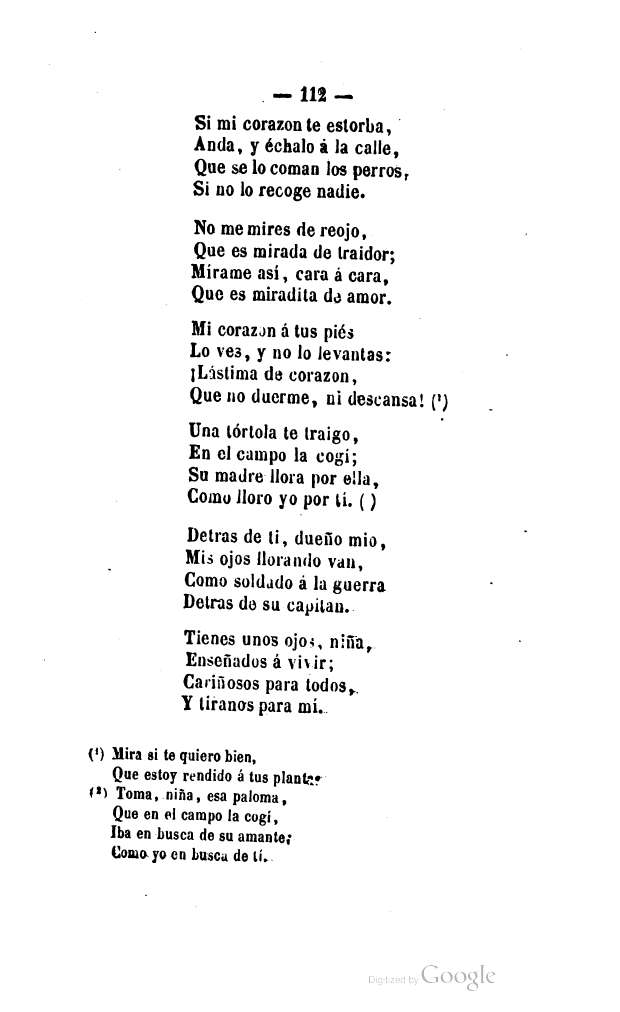 — 112 —
Si mi corazon te estorba,
Anda, y échalo á la calle,
Que se lo coman los perros,
Si no lo recoge nadie.
No me mires de reojo,
Que es mirada de traidor;
Mírame así, cara á cara,
Que es miradita de amor.
Mi corazon á tus piés
Lo ves, y no lo levantas:
¡Lástima de corazon,
Que no duerme, ni descansa! (¹)
Una tórtola te traigo,
En el campo la cogí;
Su madre llora por ella,
Como lloro yo por tí. ( )
Detras de ti, dueño mio,
Mis ojos llorando van,
Como soldado á la guerra
Detras de su capitan.
Tienes unos ojos, niña,
Enseñados á vivir;
Cariñosos para todos,
Y tiranos para mí.
(¹) Mira si te quiero bien,
Que estoy rendido á tus plantas
(²) Toma, niña, esa paloma,
Que en el campo la cogí,
Iba en busca de su amante;
Como yo en busca de tí.
Digitized by Google